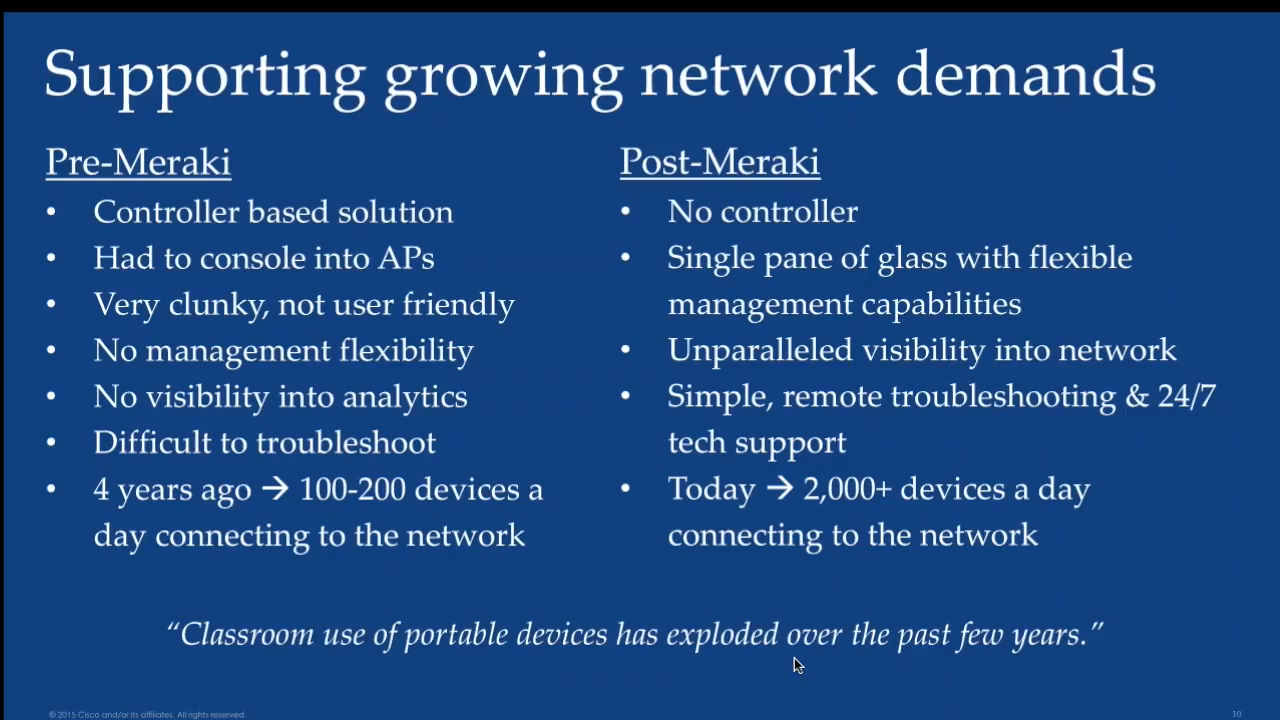 Supporting growing network demands
Pre-Meraki
• Controller based solution
• Had to console into APs
• Very clunky, not user friendly
• No management flexibility
• No visibility into analytics
• Difficult to troubleshoot
• 4 years ago → 100-200 devices a
day connecting to the network
Post-Meraki
• No controller
• Single pane of glass with flexible
management capabilities
• Unparalleled visibility into network
• Simple, remote troubleshooting & 24/7
tech support
• Today → 2,000+ devices a day
connecting to the network
“Classroom use of portable devices has exploded over the past few years.”
© 2015 Cisco and/or its affiliates. All rights reserved.
10